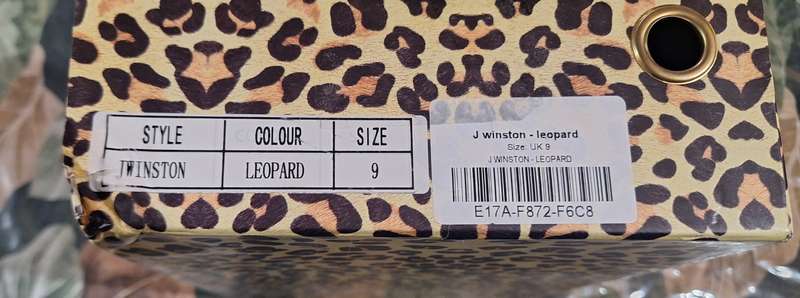 STYLE COLOUR SIZE
JWINSTON LEOPARD 9
J winston - leopard
Size: UK 9
J WINSTON - LEOPARD
E17A-F872-F6C8